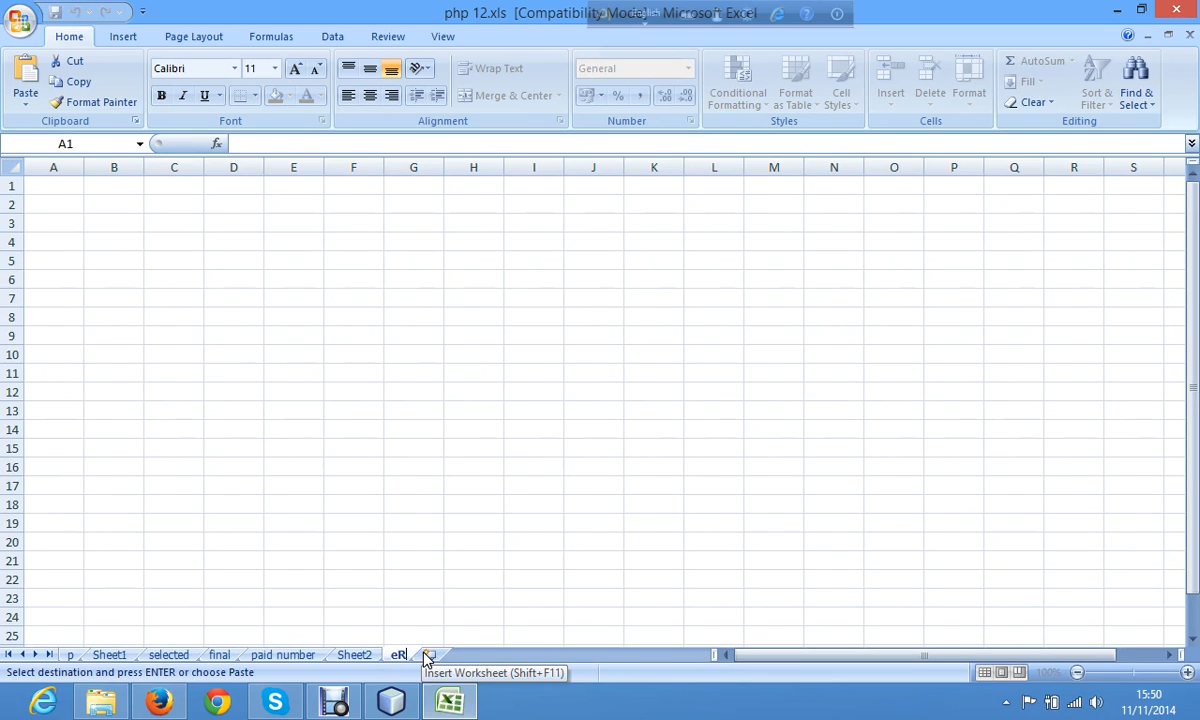 php 12.xls [Compatibility Mode] - Microsoft Excel
Home Insert Page Layout Formulas Data Review View
Paste
Cut
Copy
Format Painter
Clipboard
Calibri 11
B I U
A A A
Font
Wrap Text
Merge & Center
Alignment
General
% ,
Number
Conditional Formatting
Format as Table
Cell Styles
Styles
Insert Delete Format
Cells
Σ AutoSum
Fill
Clear
Sort & Filter
Find & Select
Editing
A1 fx
A B C D E F G H I J K L M N O P Q R S
1
2
3
4
5
6
7
8
9
10
11
12
13
14
15
16
17
18
19
20
21
22
23
24
25
p Sheet1 selected final paid number Sheet2 eR
Select destination and press ENTER or choose Paste
Insert Worksheet (Shift+F11)
100%
15:50
11/11/2014